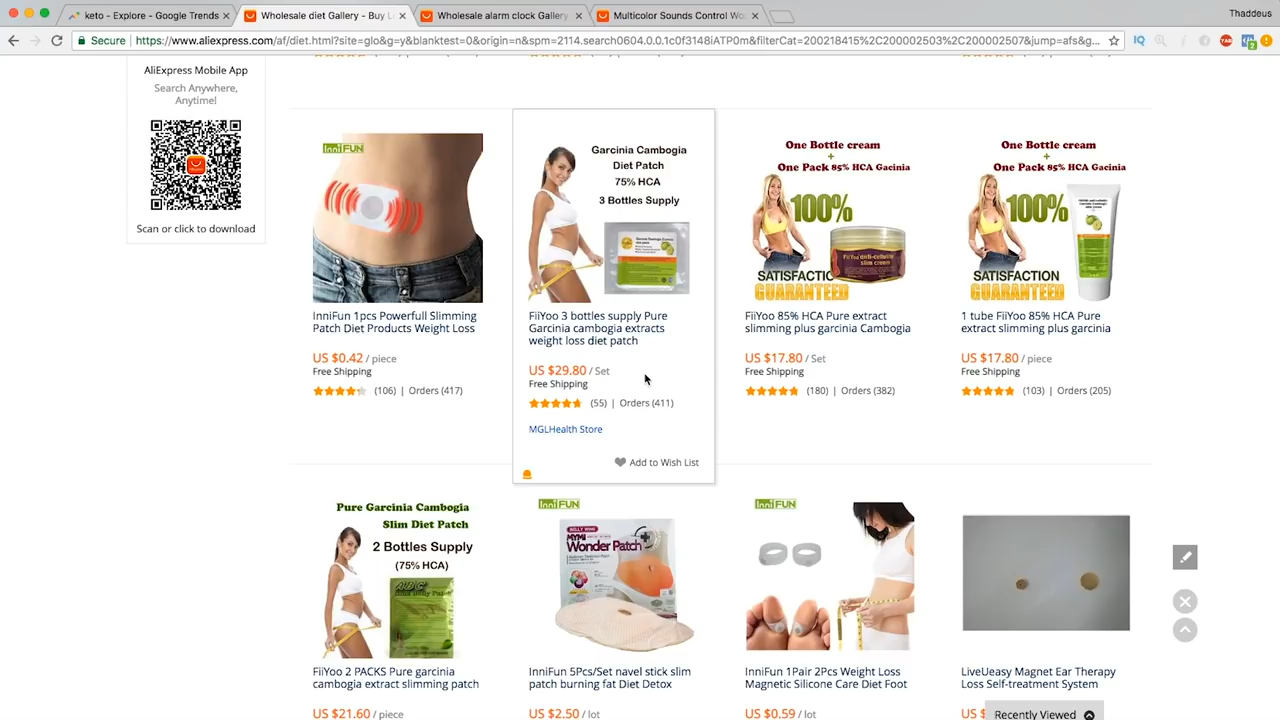 keto - Explore - Google Trends
Wholesale diet Gallery - Buy L
Wholesale alarm clock Gallery
Multicolor Sounds Control Wo
Thaddeus
Secure
https://www.aliexpress.com/af/diet.html?site=glo&g=y&blanktest=0&origin=n&spm=2114.search0604.0.0.1c0f3148iATP0m&filterCat=200218415%2C200002503%2C200002507&jump=afs&g...
AliExpress Mobile App
Search Anywhere,
Anytime!
Scan or click to download
InniFUN
InniFun 1pcs Powerfull Slimming
Patch Diet Products Weight Loss
US $0.42 / piece
Free Shipping
(106) | Orders (417)
Garcinia Cambogia
Diet Patch
75% HCA
3 Bottles Supply
FiiYoo 3 bottles supply Pure
Garcinia cambogia extracts
weight loss diet patch
US $29.80 / Set
Free Shipping
(55) | Orders (411)
MGLHealth Store
Add to Wish List
One Bottle cream
+
One Pack 85% HCA Gacinia
100%
SATISFACTION
GUARANTEED
FiiYoo 85% HCA Pure extract
slimming plus garcinia Cambogia
US $17.80 / Set
Free Shipping
(180) | Orders (382)
One Bottle cream
+
One Pack 85% HCA Gacinia
100%
SATISFACTION
GUARANTEED
1 tube FiiYoo 85% HCA Pure
extract slimming plus garcinia
US $17.80 / piece
Free Shipping
(103) | Orders (205)
Pure Garcinia Cambogia
Slim Diet Patch
2 Bottles Supply
(75% HCA)
FiiYoo 2 PACKS Pure garcinia
cambogia extract slimming patch
US $21.60 / piece
InniFUN
BELLY WING
MYMI
Wonder Patch
InniFun 5Pcs/Set navel stick slim
patch burning fat Diet Detox
US $2.50 / lot
InniFUN
InniFun 1Pair 2Pcs Weight Loss
Magnetic Silicone Care Diet Foot
US $0.59 / lot
LiveUeasy Magnet Ear Therapy
Loss Self-treatment System
US $
Recently Viewed